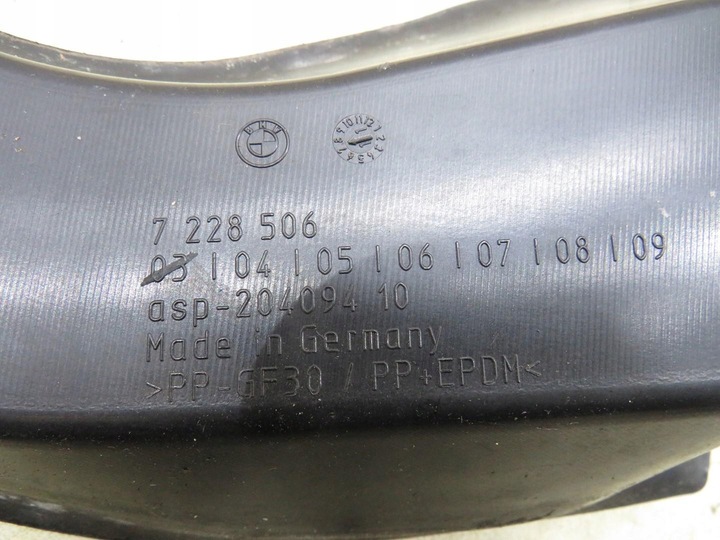 BMW
7 228 506
03 | 04 | 05 | 06 | 07 | 08 | 09
asp-204094 10
Made in Germany
>PP-GF30 / PP+EPDM<